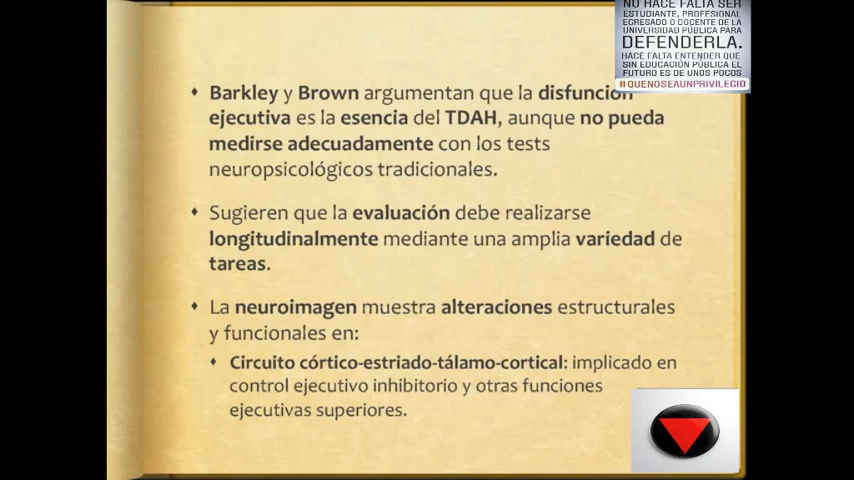 NO HACE FALTA SER
ESTUDIANTE, PROFESIONAL
EGRESADO O DOCENTE DE LA
UNIVERSIDAD PÚBLICA PARA
DEFENDERLA.
HACE FALTA ENTENDER QUE
SIN EDUCACIÓN PÚBLICA EL
FUTURO ES DE UNOS POCOS
#QUENOSEAUNPRIVILEGIO
♦ Barkley y Brown argumentan que la disfunción
ejecutiva es la esencia del TDAH, aunque no pueda
medirse adecuadamente con los tests
neuropsicológicos tradicionales.
♦ Sugieren que la evaluación debe realizarse
longitudinalmente mediante una amplia variedad de
tareas.
♦ La neuroimagen muestra alteraciones estructurales
y funcionales en:
♦ Circuito córtico-estriado-tálamo-cortical: implicado en
control ejecutivo inhibitorio y otras funciones
ejecutivas superiores.